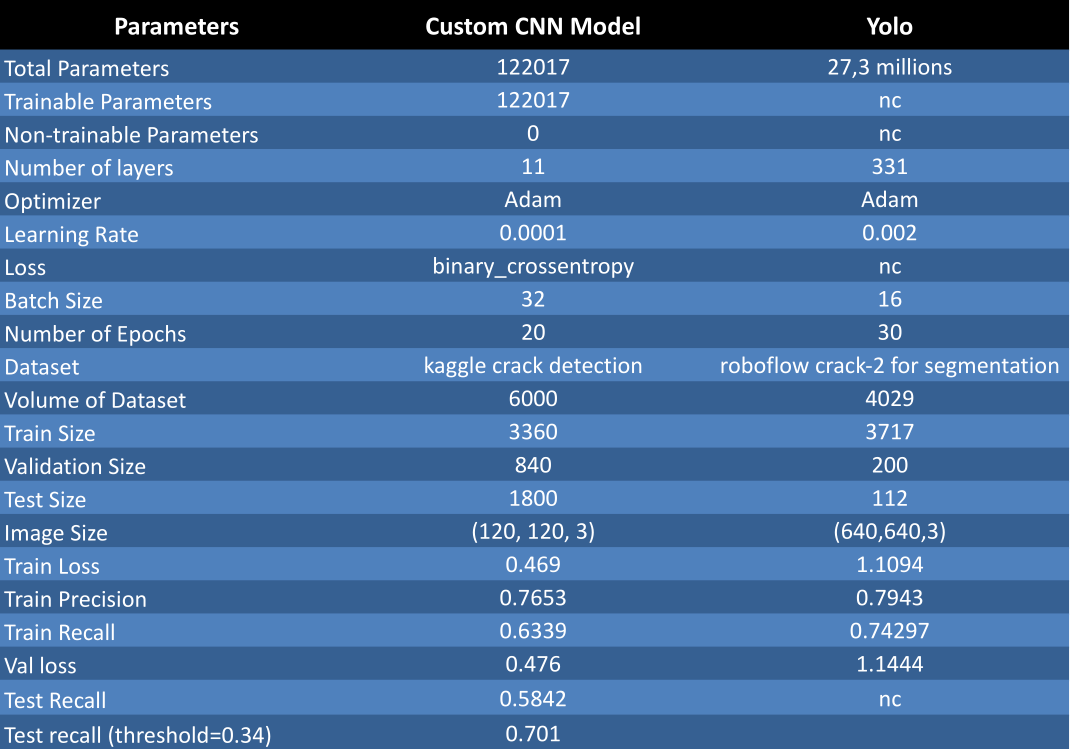 Parameters Custom CNN Model Yolo
Total Parameters 122017 27,3 millions
Trainable Parameters 122017 nc
Non-trainable Parameters 0 nc
Number of layers 11 331
Optimizer Adam Adam
Learning Rate 0.0001 0.002
Loss binary_crossentropy nc
Batch Size 32 16
Number of Epochs 20 30
Dataset kaggle crack detection roboflow crack-2 for segmentation
Volume of Dataset 6000 4029
Train Size 3360 3717
Validation Size 840 200
Test Size 1800 112
Image Size (120, 120, 3) (640,640,3)
Train Loss 0.469 1.1094
Train Precision 0.7653 0.7943
Train Recall 0.6339 0.74297
Val loss 0.476 1.1444
Test Recall 0.5842 nc
Test recall (threshold=0.34) 0.701